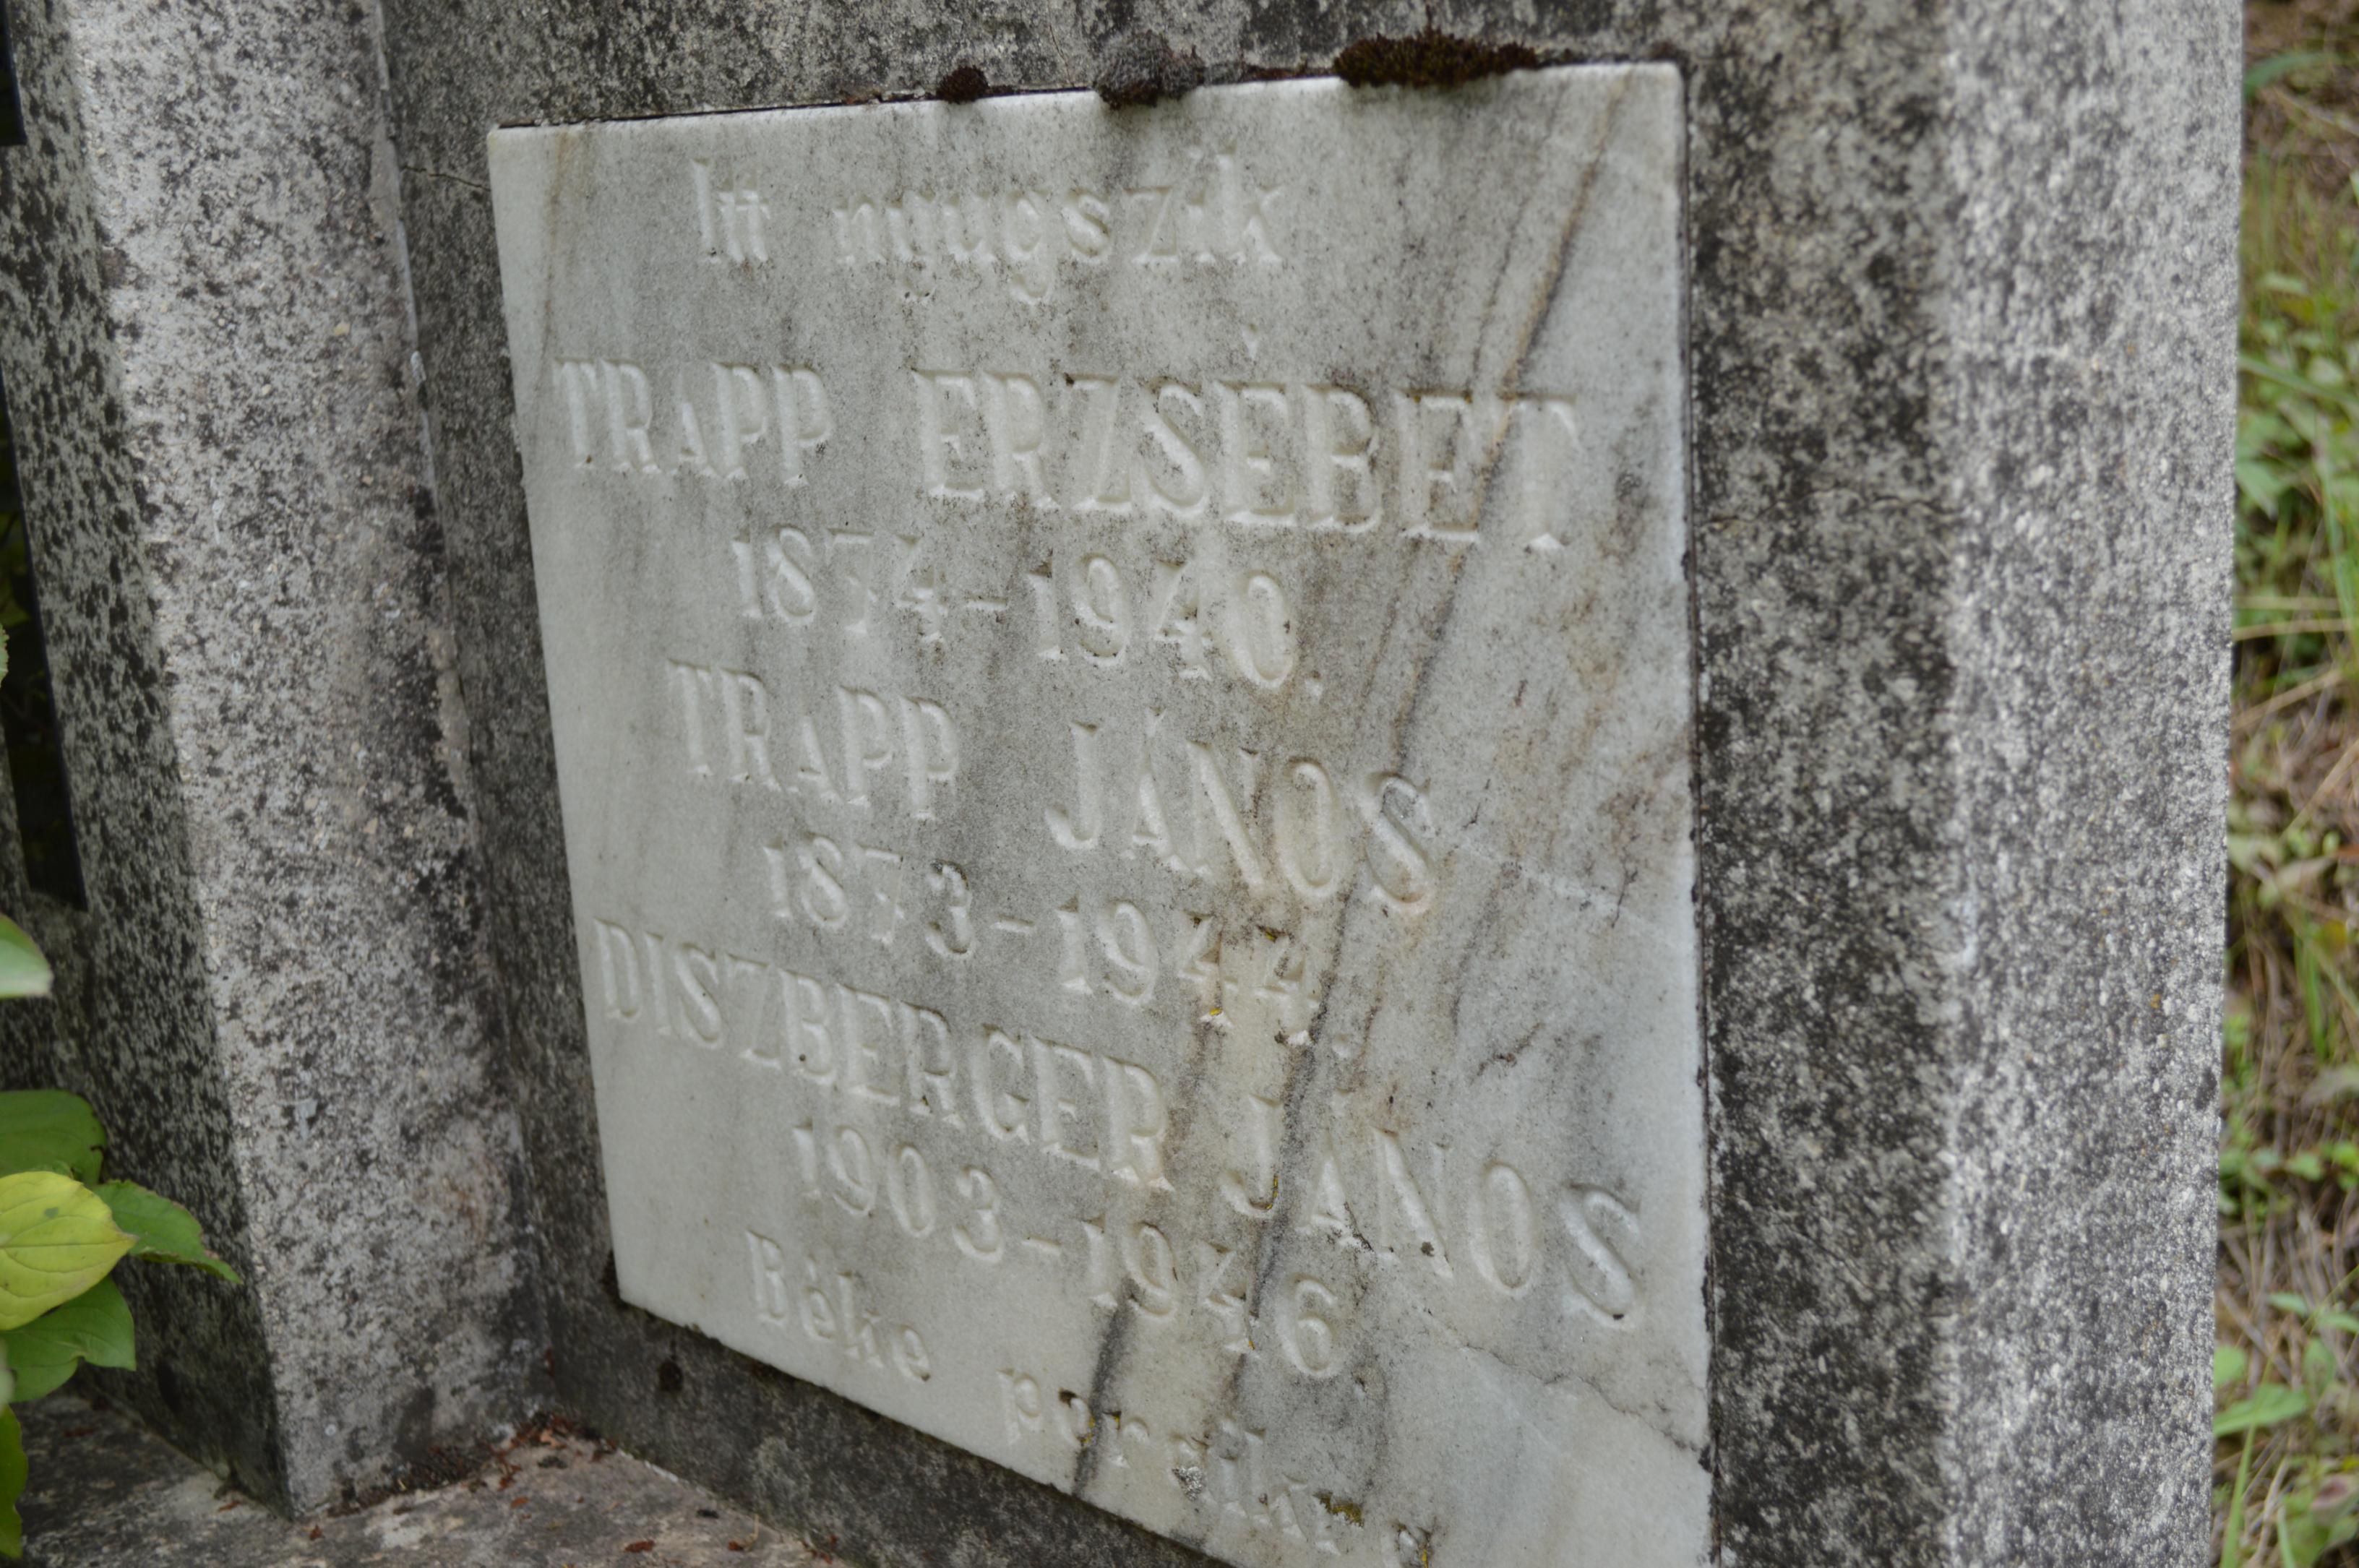 Itt nyugszik
TRAPP ERZSÉBET
1874-1940.
TRAPP JÁNOS
1873-1944.
DISZBERGER JÁNOS
1903-1946.
Béke